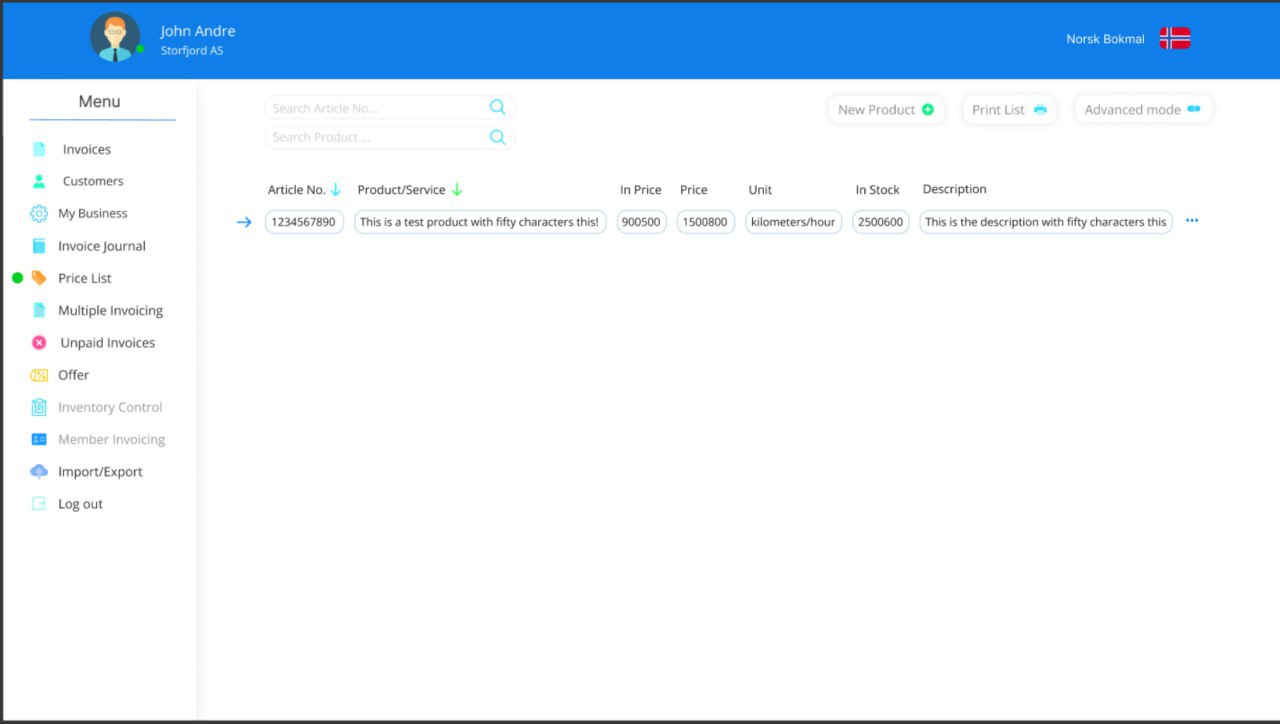 John Andre
Storfjord AS
Norsk Bokmal
Menu
Invoices
Customers
My Business
Invoice Journal
Price List
Multiple Invoicing
Unpaid Invoices
Offer
Inventory Control
Member Invoicing
Import/Export
Log out
Search Article No...
Search Product ...
New Product
Print List
Advanced mode
Article No. Product/Service In Price Price Unit In Stock Description
1234567890 This is a test product with fifty characters this! 900500 1500800 kilometers/hour 2500600 This is the description with fifty characters this